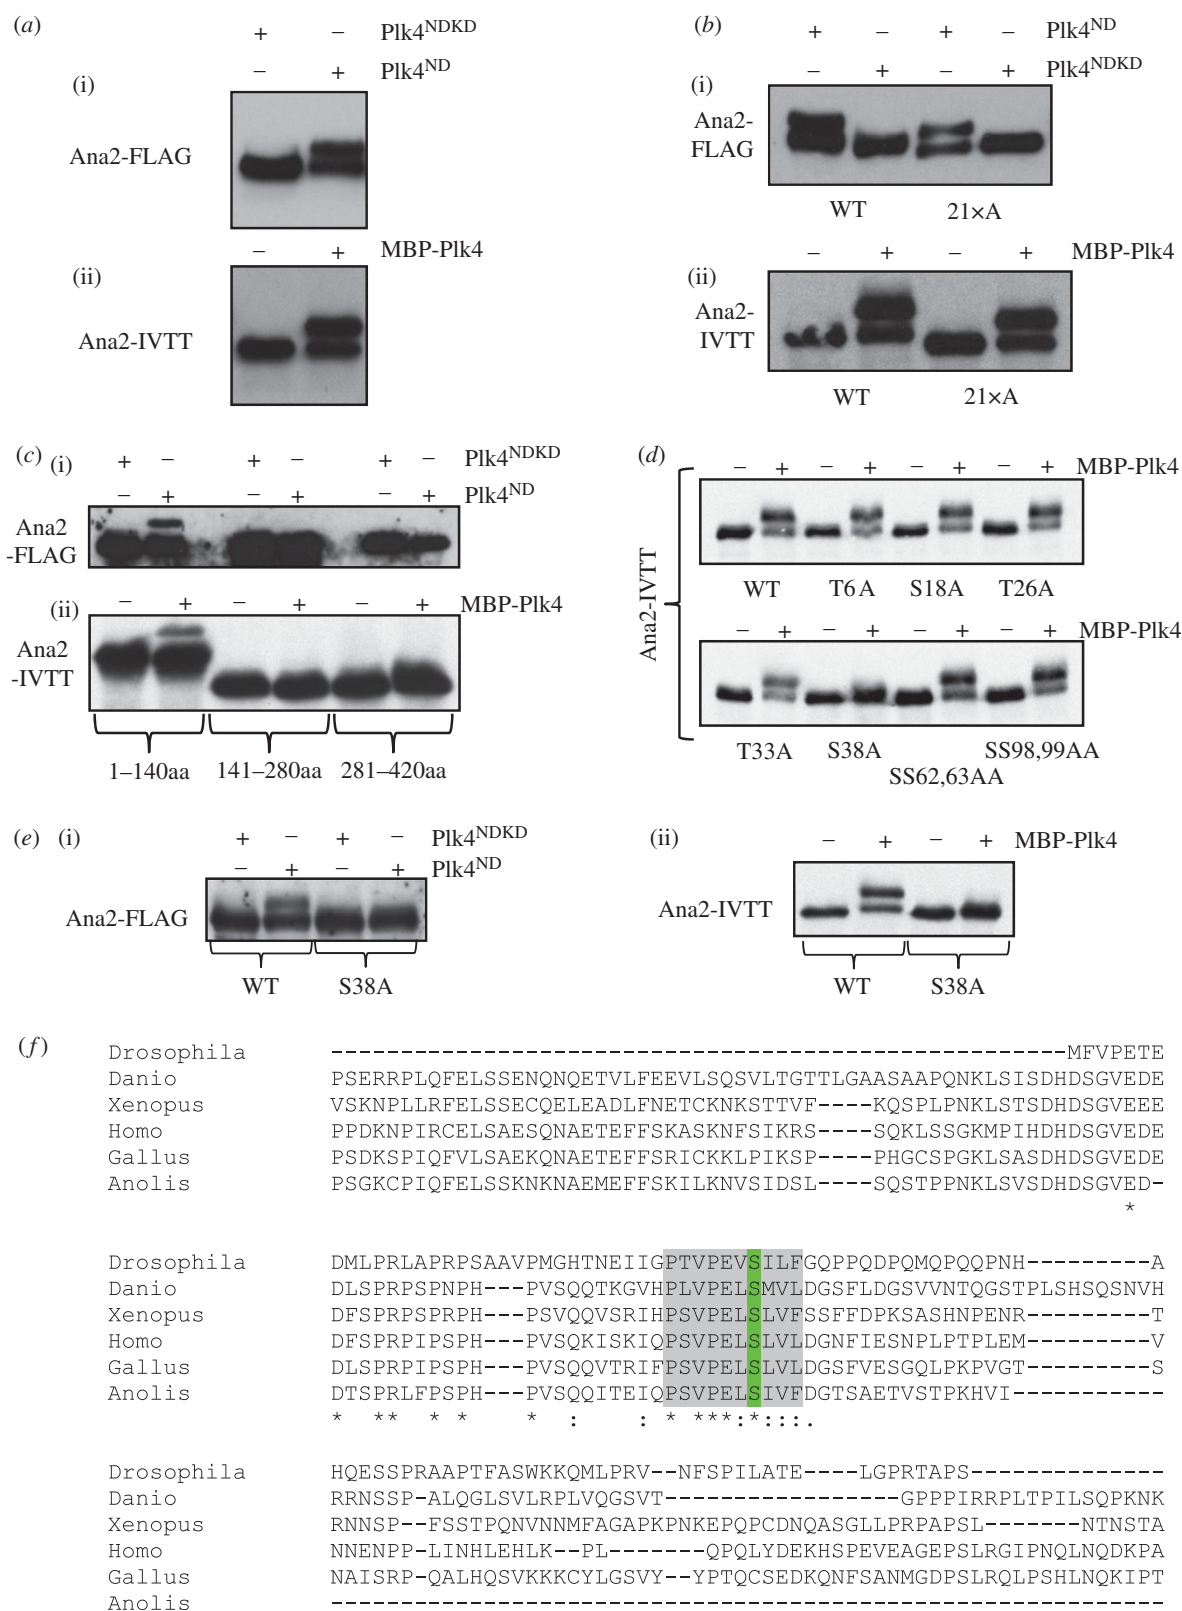 (a)
+ – Plk4NDKD
– + Plk4ND
(i)
Ana2-FLAG
– + MBP-Plk4
(ii)
Ana2-IVTT
(b)
+ – + – Plk4ND
– + – + Plk4NDKD
(i)
Ana2-
FLAG
WT 21×A
– + – + MBP-Plk4
(ii)
Ana2-
IVTT
WT 21×A
(c) (i)
+ – + – + – Plk4NDKD
– + – + – + Plk4ND
Ana2
-FLAG
(ii)
– + – + – + MBP-Plk4
Ana2
-IVTT
1–140aa 141–280aa 281–420aa
(d)
– + – + – + – + MBP-Plk4
Ana2-IVTT
WT T6A S18A T26A
– + – + – + – + MBP-Plk4
T33A S38A SS98,99AA
SS62,63AA
(e) (i)
+ – + – Plk4NDKD
– + – + Plk4ND
Ana2-FLAG
WT S38A
(ii)
– + – + MBP-Plk4
Ana2-IVTT
WT S38A
(f)
Drosophila ---------------------------------------------------MFVPETE
Danio PSERRPLQFELSSENQNQETVLFEEVLSQSVLTGTTLGAASAAPQNKLSISDHDSGVEDE
Xenopus VSKNPLLRFELSSECQELEADLFNETCKNKSTTVF----KQSPLPNKLSTSDHDSGVEEE
Homo PPDKNPIRCELSAESQNAETEFFSKASKNFSIKRS----SQKLSSGKMPIHDHDSGVEDE
Gallus PSDKSPIQFVLSAEKQNAETEFFSRICKKLPIKSP----PHGCSPGKLSASDHDSGVEDE
Anolis PSGKCPIQFELSSKNKNAEMEFFSKILKNVSIDSL----SQSTPPNKLSVSDHDSGVED-
*
Drosophila DMLPRLAPRPSAAVPMGHTNEIIGPTVPEVSILFGQPPQDPQMQPQQPNH---------A
Danio DLSPRPSPNPH---PVSQQTKGVHPLVPELSMVLDGSFLDGSVVNTQGSTPLSHSQSNVH
Xenopus DFSPRPSPSPH---PSVQQVSRIHPSVPELSLVFSSFFDPKSASHNPENR---------T
Homo DFSPRPIPSPH---PVSQKISKIQPSVPELSLVLDGNFIESNPLPTPLEM---------V
Gallus DLSPRPIPSPH---PVSQQVTRIFPSVPELSLVLDGSFVESGQLPKPVGT---------S
Anolis DTSPRLFPSPH---PVSQQITEIQPSVPELSIVFDGTSAETVSTPKHVI-----------
* ** * * * : : * ***:*::::.
Drosophila HQESSPRAAPTFASWKKQMLPRV--NFSPILATE----LGPRTAPS--------------
Danio RRNSSP-ALQGLSVLRPLVQGSVT-----------------GPPPIRRPLTPILSQPKNK
Xenopus RNNSP--FSSTPQNVNNMFAGAPKPNKEPQPCDNQASGLLPRPAPSL-------NTNSTA
Homo NNENPP-LINHLEHLK--PL-------QPQLYDEKHSPEVEAGEPSLRGIPNQLNQDKPA
Gallus NAISRP-QALHQSVKKKCYLGSVY--YPTQCSEDKQNFSANMGDPSLRQLPSHLNQKIPT
Anolis ------------------------------------------------------------